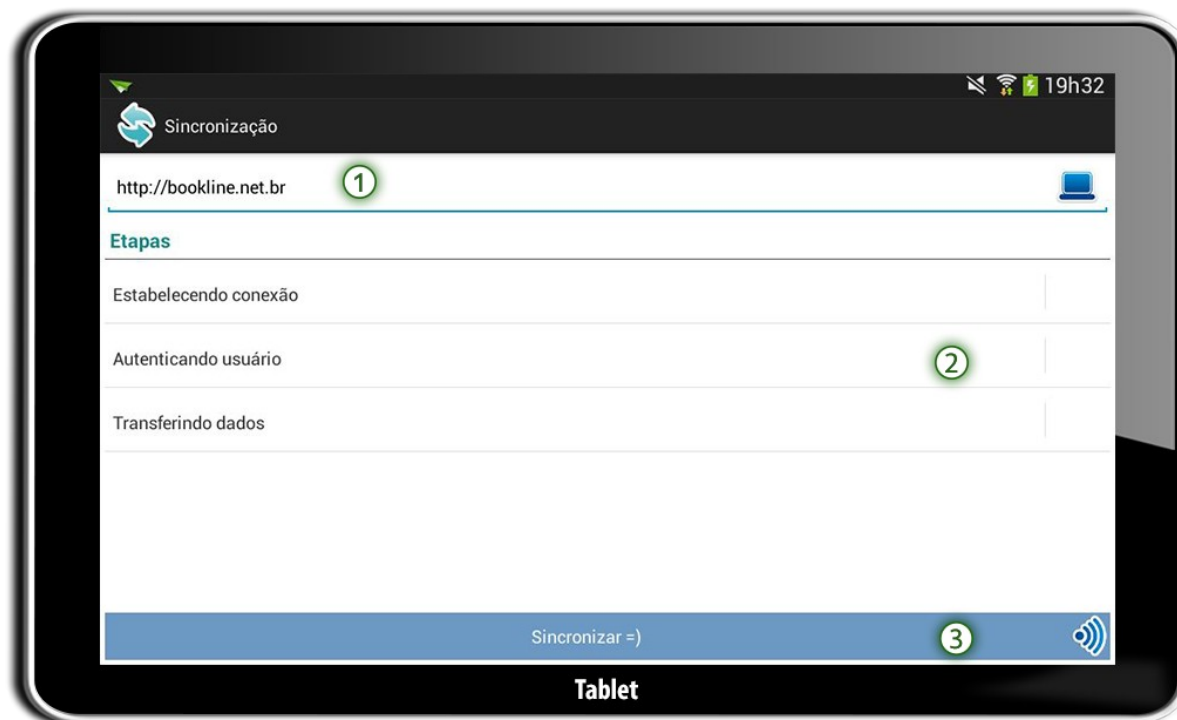 19h32
Sincronização
http://bookline.net.br
1
Etapas
Estabelecendo conexão
Autenticando usuário
2
Transferindo dados
Sincronizar =)
3
Tablet